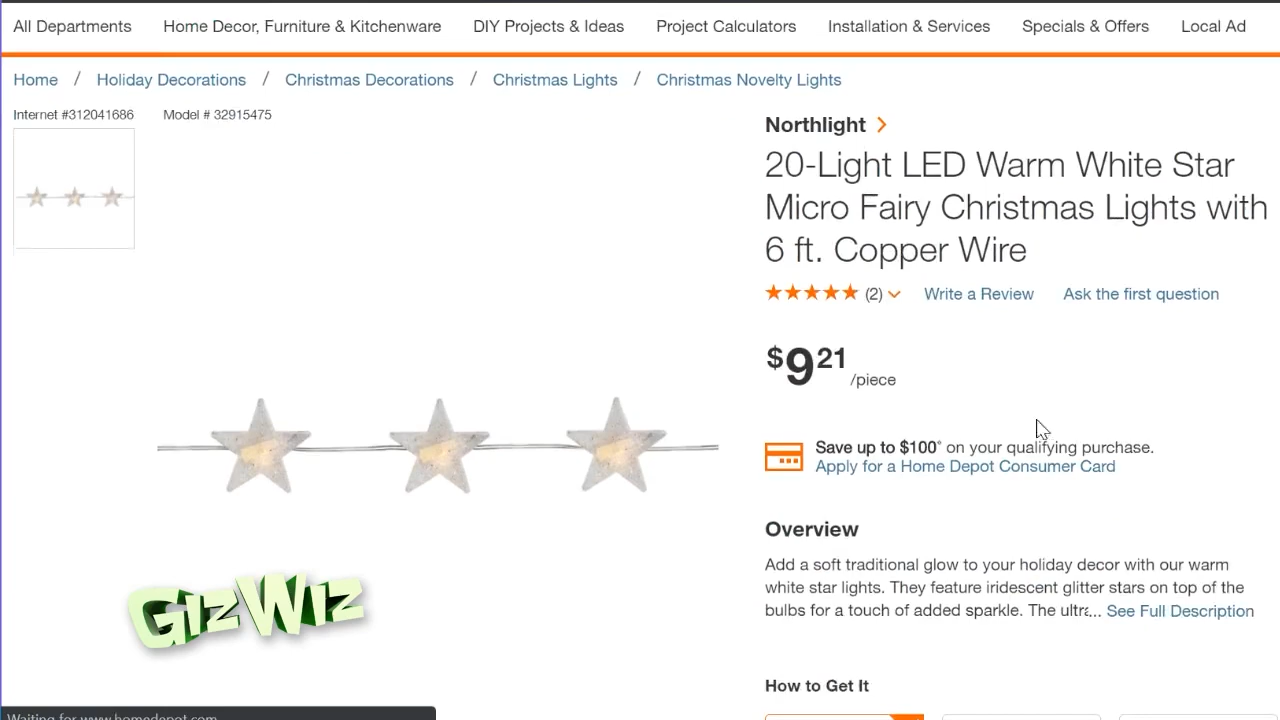 All Departments Home Decor, Furniture & Kitchenware DIY Projects & Ideas Project Calculators Installation & Services Specials & Offers Local Ad
Home / Holiday Decorations / Christmas Decorations / Christmas Lights / Christmas Novelty Lights
Internet #312041686 Model # 32915475
Northlight
20-Light LED Warm White Star
Micro Fairy Christmas Lights with
6 ft. Copper Wire
(2) Write a Review Ask the first question
$9 21 /piece
Save up to $100° on your qualifying purchase.
Apply for a Home Depot Consumer Card
Overview
Add a soft traditional glow to your holiday decor with our warm
white star lights. They feature iridescent glitter stars on top of the
bulbs for a touch of added sparkle. The ultra... See Full Description
GizWiz
How to Get It
Waiting for www.homedepot.com